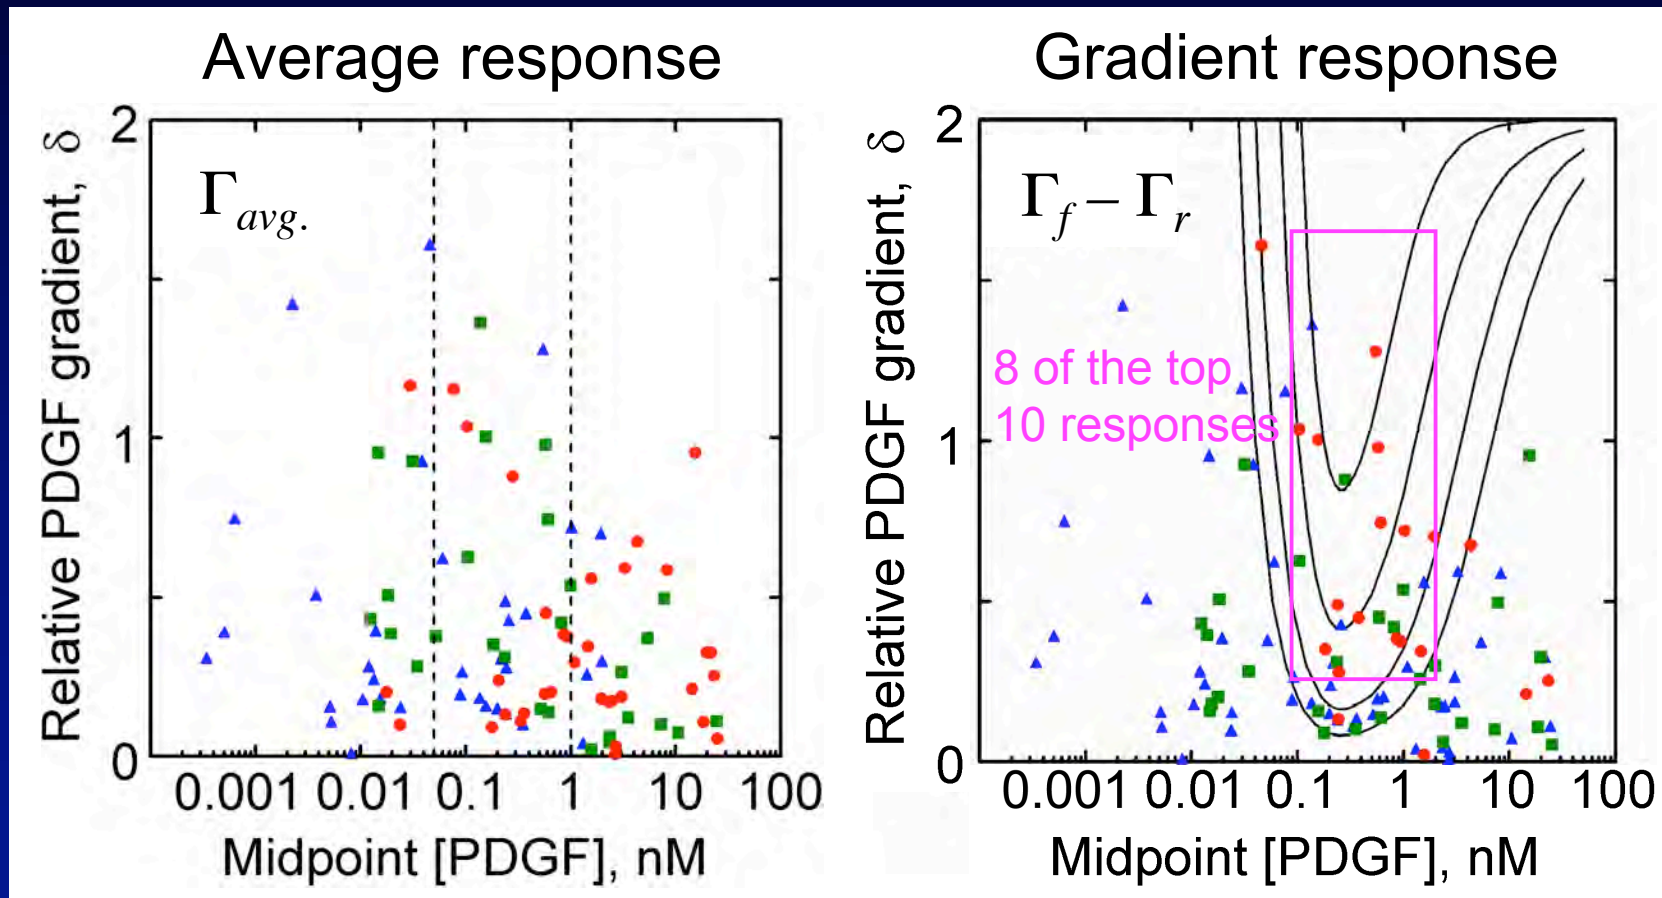 Average response
Relative PDGF gradient, δ
Γavg.
2
1
0
0.001 0.01 0.1 1 10 100
Midpoint [PDGF], nM
Gradient response
Relative PDGF gradient, δ
Γf – Γr
8 of the top
10 responses
2
1
0
0.001 0.01 0.1 1 10 100
Midpoint [PDGF], nM